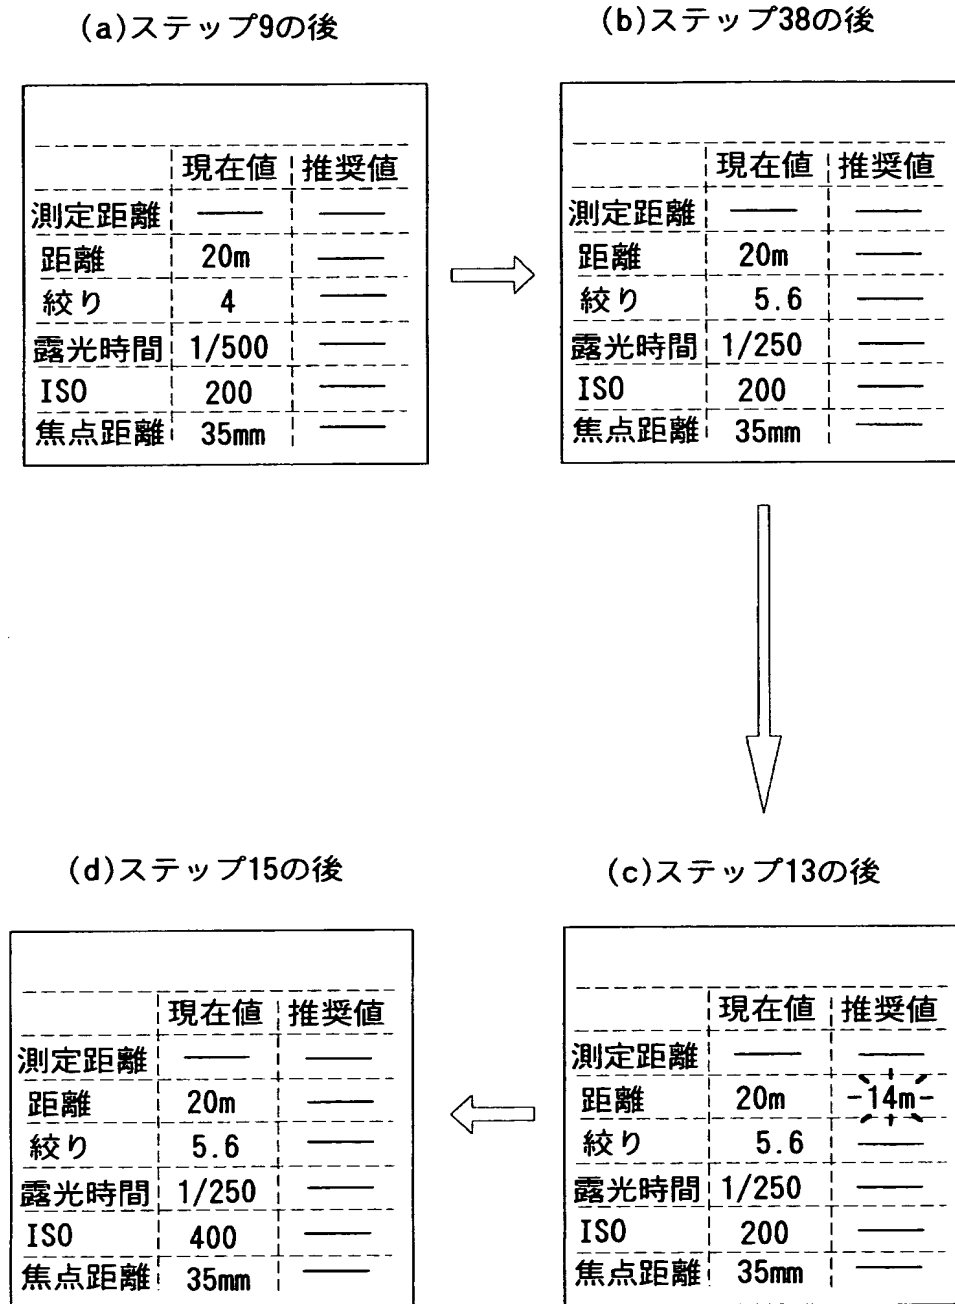 (a)ステップ9の後
現在値 推奨値
測定距離 —— ——
距離 20m ——
絞り 4 ——
露光時間 1/500 ——
ISO 200 ——
焦点距離 35mm ——
(b)ステップ38の後
現在値 推奨値
測定距離 —— ——
距離 20m ——
絞り 5.6 ——
露光時間 1/250 ——
ISO 200 ——
焦点距離 35mm ——
(c)ステップ13の後
現在値 推奨値
測定距離 —— ——
距離 20m 14m
絞り 5.6 ——
露光時間 1/250 ——
ISO 200 ——
焦点距離 35mm ——
(d)ステップ15の後
現在値 推奨値
測定距離 —— ——
距離 20m ——
絞り 5.6 ——
露光時間 1/250 ——
ISO 400 ——
焦点距離 35mm ——